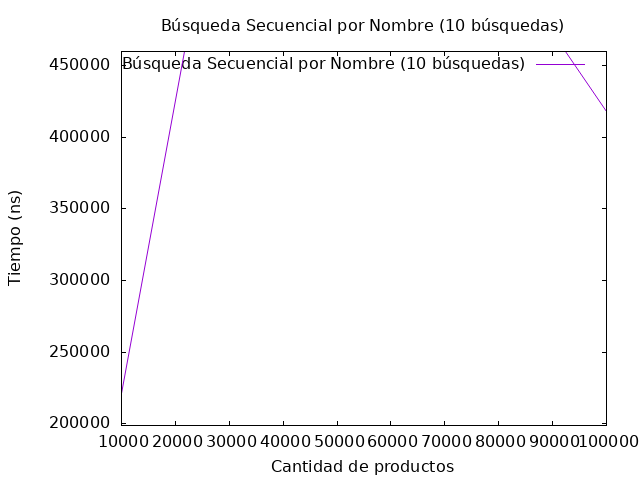 Búsqueda Secuencial por Nombre (10 búsquedas)
Búsqueda Secuencial por Nombre (10 búsquedas)
450000
400000
350000
300000
250000
200000
Tiempo (ns)
10000 20000 30000 40000 50000 60000 70000 80000 90000 100000
Cantidad de productos